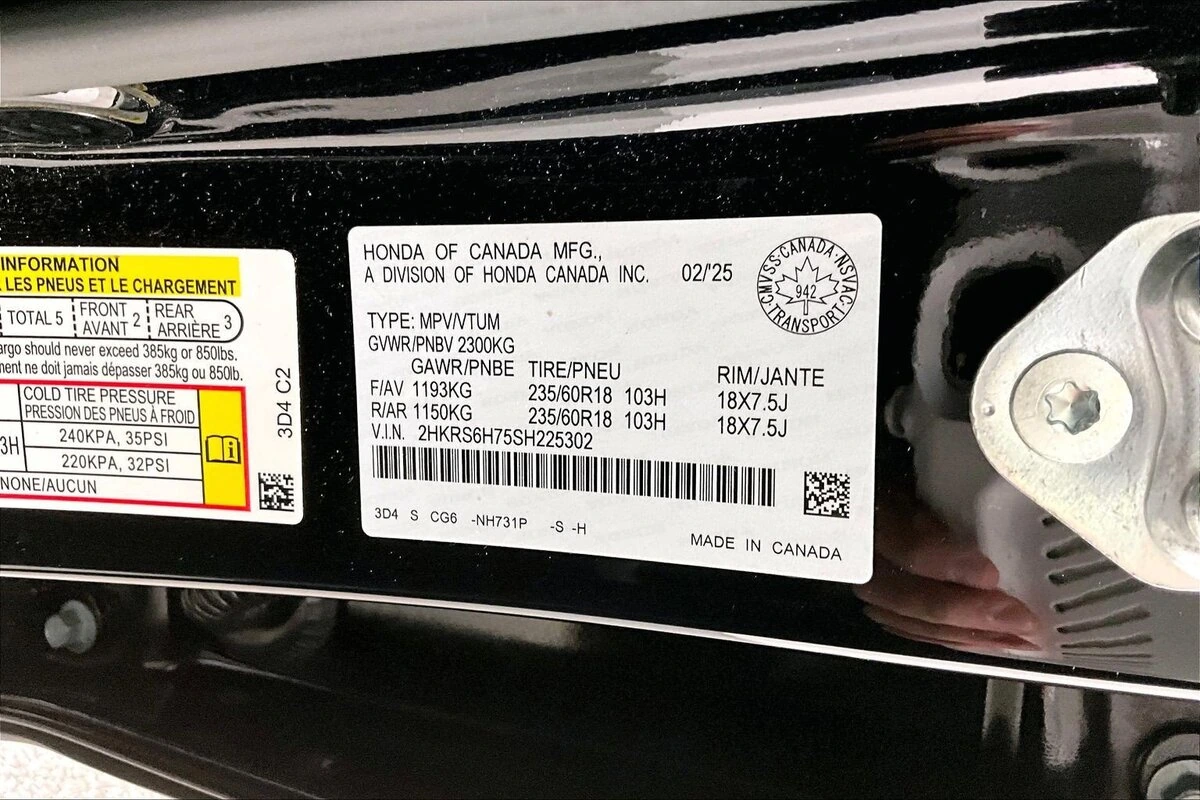 INFORMATION
LES PNEUS ET LE CHARGEMENT
TOTAL 5
FRONT
AVANT 2
REAR
ARRIÈRE 3
should never exceed 385kg or 850lbs.
ne doit jamais dépasser 385kg ou 850lb.
COLD TIRE PRESSURE
PRESSION DES PNEUS À FROID
240KPA, 35PSI
3H
220KPA, 32PSI
NONE/AUCUN
3D4 C2
HONDA OF CANADA MFG.,
A DIVISION OF HONDA CANADA INC. 02/'25
CMVSS·CANADA·NSVAC
942
TRANSPORT
TYPE: MPV/VTUM
GVWR/PNBV 2300KG
GAWR/PNBE TIRE/PNEU RIM/JANTE
F/AV 1193KG 235/60R18 103H 18X7.5J
R/AR 1150KG 235/60R18 103H 18X7.5J
V.I.N. 2HKRS6H75SH225302
3D4 S CG6 -NH731P -S -H
MADE IN CANADA